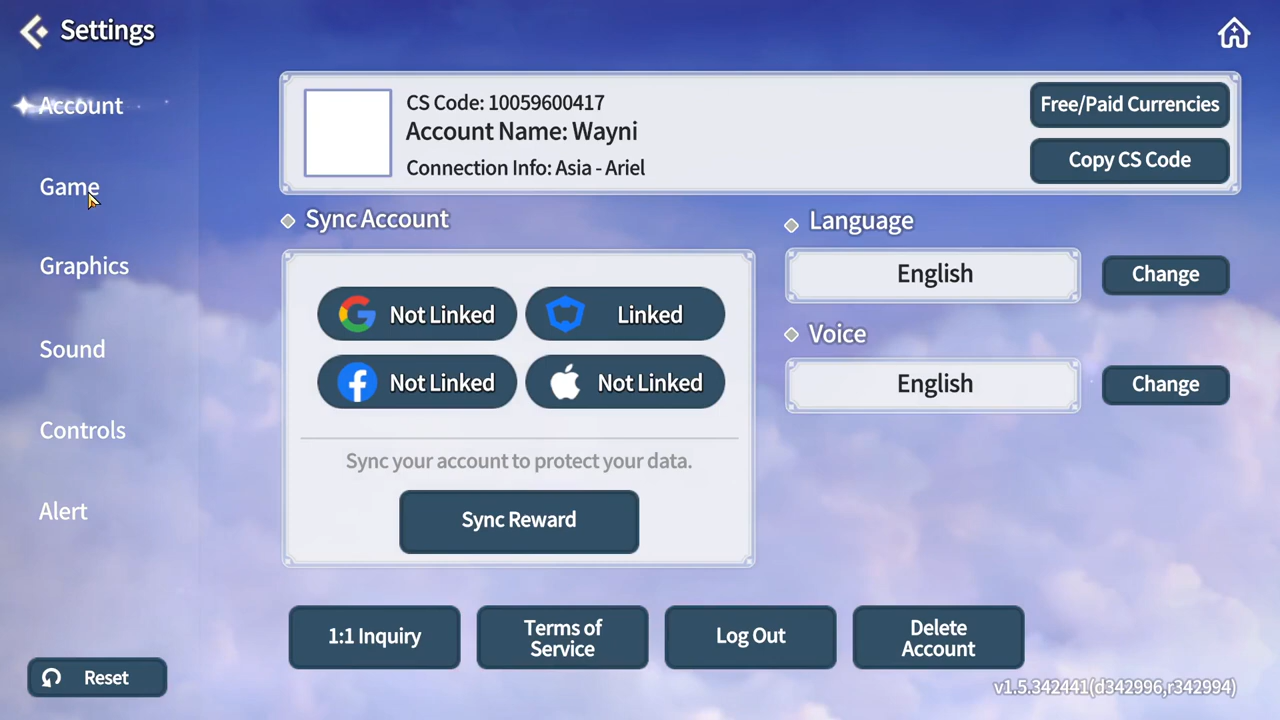 Settings
Account
Game
Graphics
Sound
Controls
Alert
Reset
CS Code: 10059600417
Account Name: Wayni
Connection Info: Asia - Ariel
Free/Paid Currencies
Copy CS Code
Sync Account
Not Linked
Linked
Not Linked
Not Linked
Sync your account to protect your data.
Sync Reward
Language
English
Change
Voice
English
Change
1:1 Inquiry
Terms of
Service
Log Out
Delete
Account
v1.5.342441(d342996,r342994)